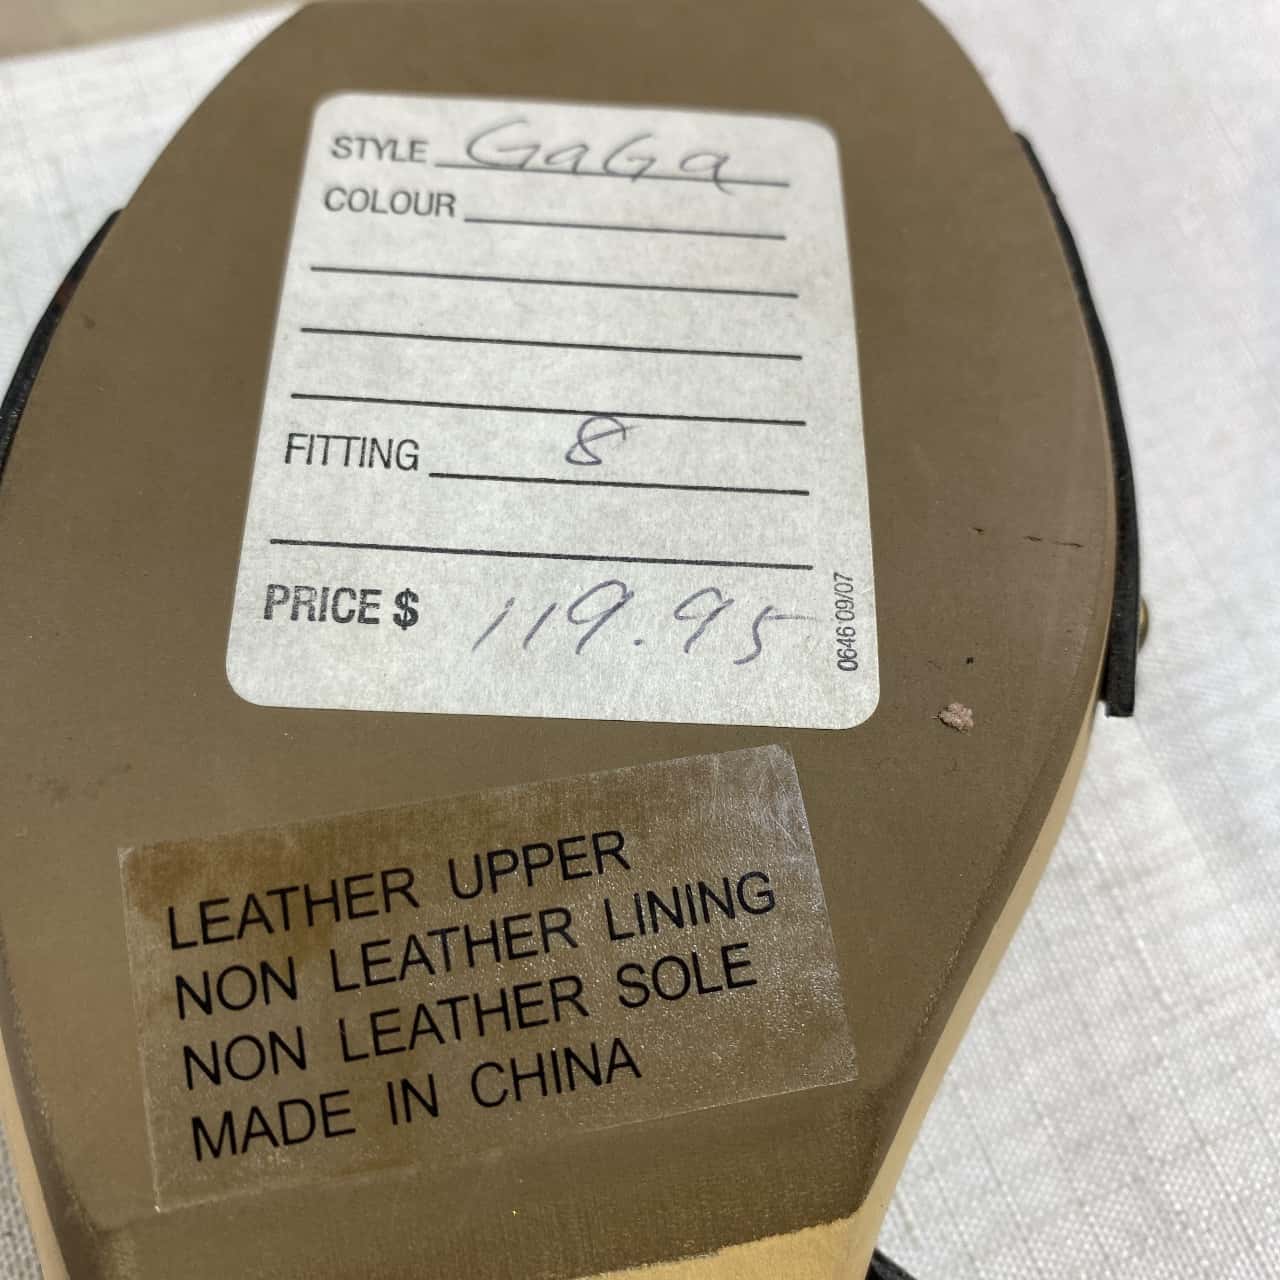 STYLE GaGa
COLOUR
FITTING 8
PRICE $ 119.95
0646 09/07
LEATHER UPPER
NON LEATHER LINING
NON LEATHER SOLE
MADE IN CHINA